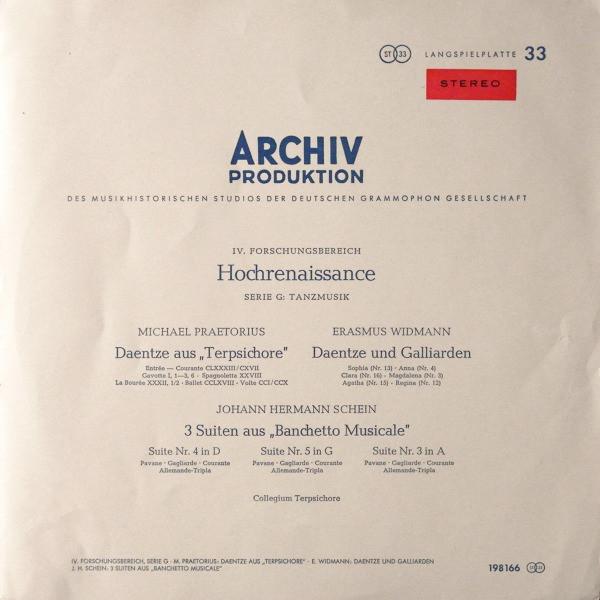 ST 33 LANGSPIELPLATTE 33
STEREO
ARCHIV
PRODUKTION
DES MUSIKHISTORISCHEN STUDIOS DER DEUTSCHEN GRAMMOPHON GESELLSCHAFT
IV. FORSCHUNGSBEREICH
Hochrenaissance
SERIE G: TANZMUSIK
MICHAEL PRAETORIUS
Daentze aus „Terpsichore"
Entrée — Courante CLXXXIII/CXVII
Gavotte I, 1—3, 6 · Spagnoletta XXVIII
La Bourée XXXII, 1/2 · Ballet CCLXVIII · Volte CCI/CCX
ERASMUS WIDMANN
Daentze und Galliarden
Sophia (Nr. 13) · Anna (Nr. 4)
Clara (Nr. 16) · Magdalena (Nr. 3)
Agatha (Nr. 15) · Regina (Nr. 12)
JOHANN HERMANN SCHEIN
3 Suiten aus „Banchetto Musicale"
Suite Nr. 4 in D
Pavane · Gagliarde · Courante
Allemande-Tripla
Suite Nr. 5 in G
Pavane · Gagliarde · Courante
Allemande-Tripla
Suite Nr. 3 in A
Pavane · Gagliarde · Courante
Allemande-Tripla
Collegium Terpsichore
IV. FORSCHUNGSBEREICH, SERIE G · M. PRAETORIUS: DAENTZE AUS „TERPSICHORE" · E. WIDMANN: DAENTZE UND GALLIARDEN
J. H. SCHEIN: 3 SUITEN AUS „BANCHETTO MUSICALE"
198166 ST 33